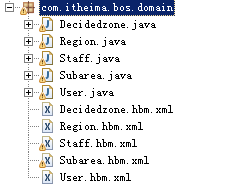 com.itheima.bos.domain
Decidedzone.java
Region.java
Staff.java
Subarea.java
User.java
Decidedzone.hbm.xml
Region.hbm.xml
Staff.hbm.xml
Subarea.hbm.xml
User.hbm.xml